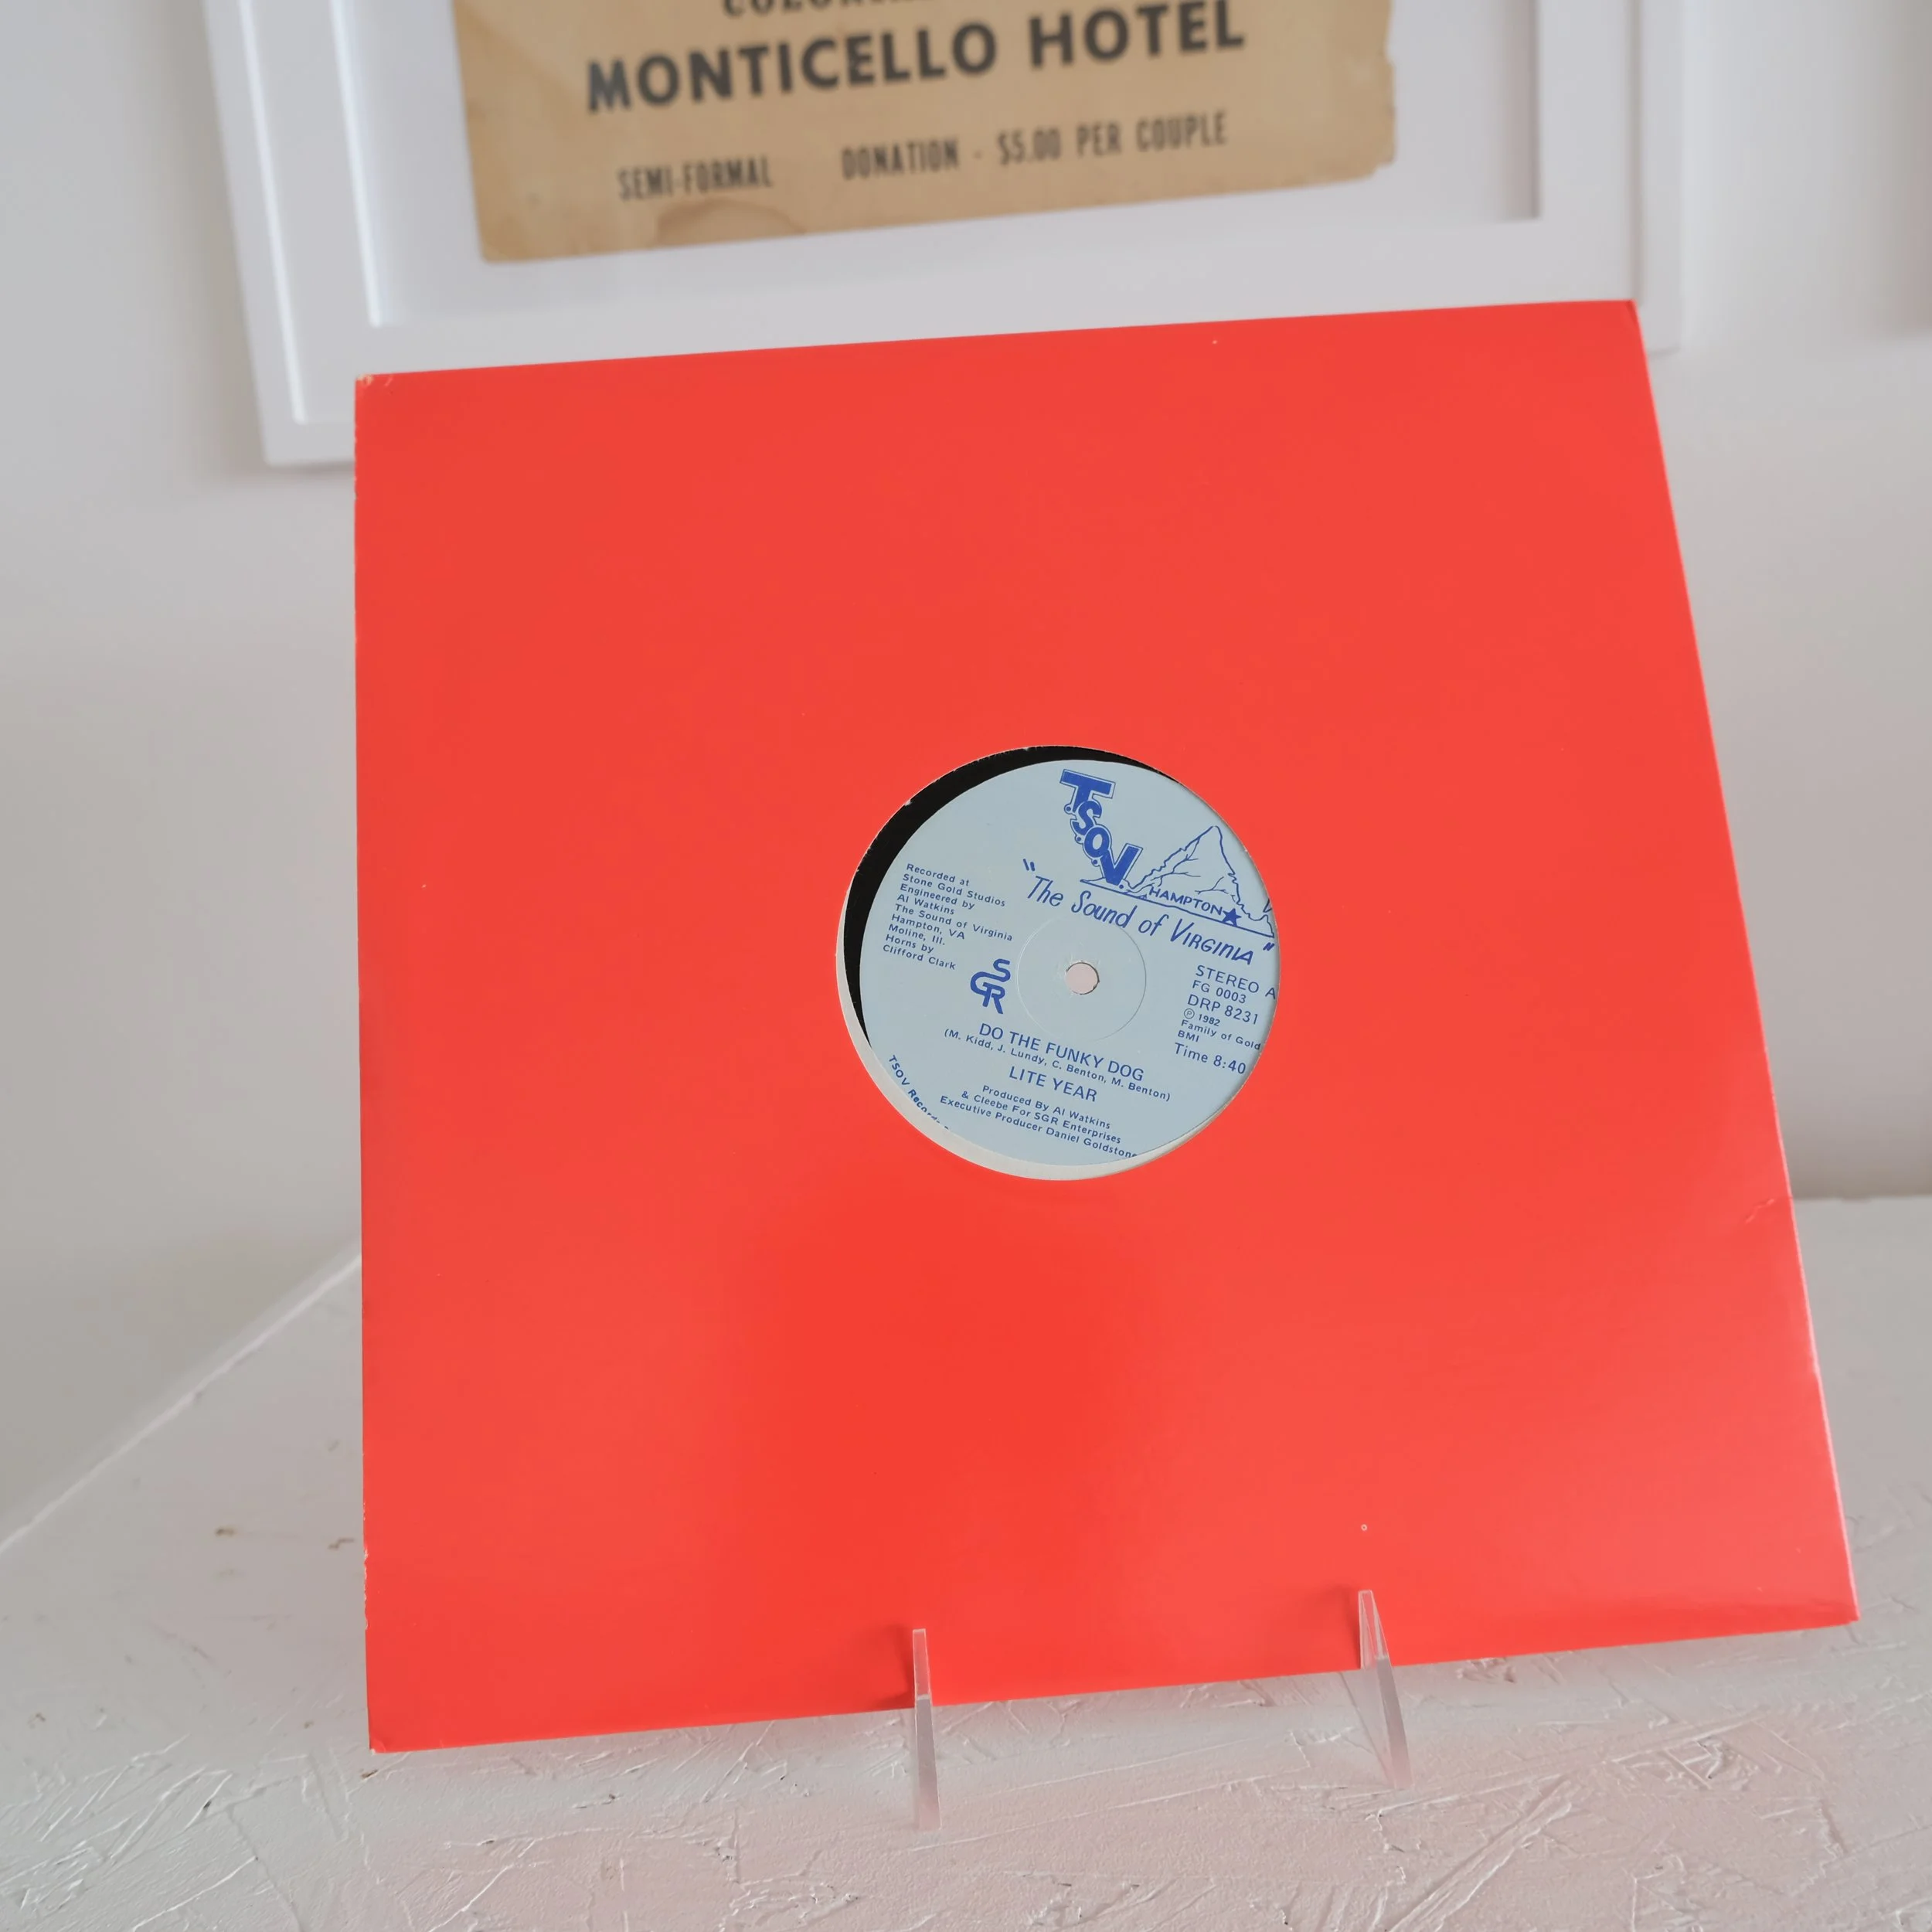 MONTICELLO HOTEL
SEMI-FORMAL DONATION - $5.00 PER COUPLE
T.S.O.V.
HAMPTON
"The Sound of VIRGINIA"
Recorded at
Stone Gold Studios
Engineered by
Al Watkins
The Sound of Virginia
Hampton, VA
Moline, Ill.
Horns by
Clifford Clark
SGR
STEREO A
FG 0003
DRP 8231
℗ 1982
Family of Gold
BMI
Time 8:40
DO THE FUNKY DOG
(M. Kidd, J. Lundy, C. Benton, M. Benton)
LITE YEAR
Produced By Al Watkins
& Cleebe For SGR Enterprises
Executive Producer Daniel Goldstone
TSOV Records